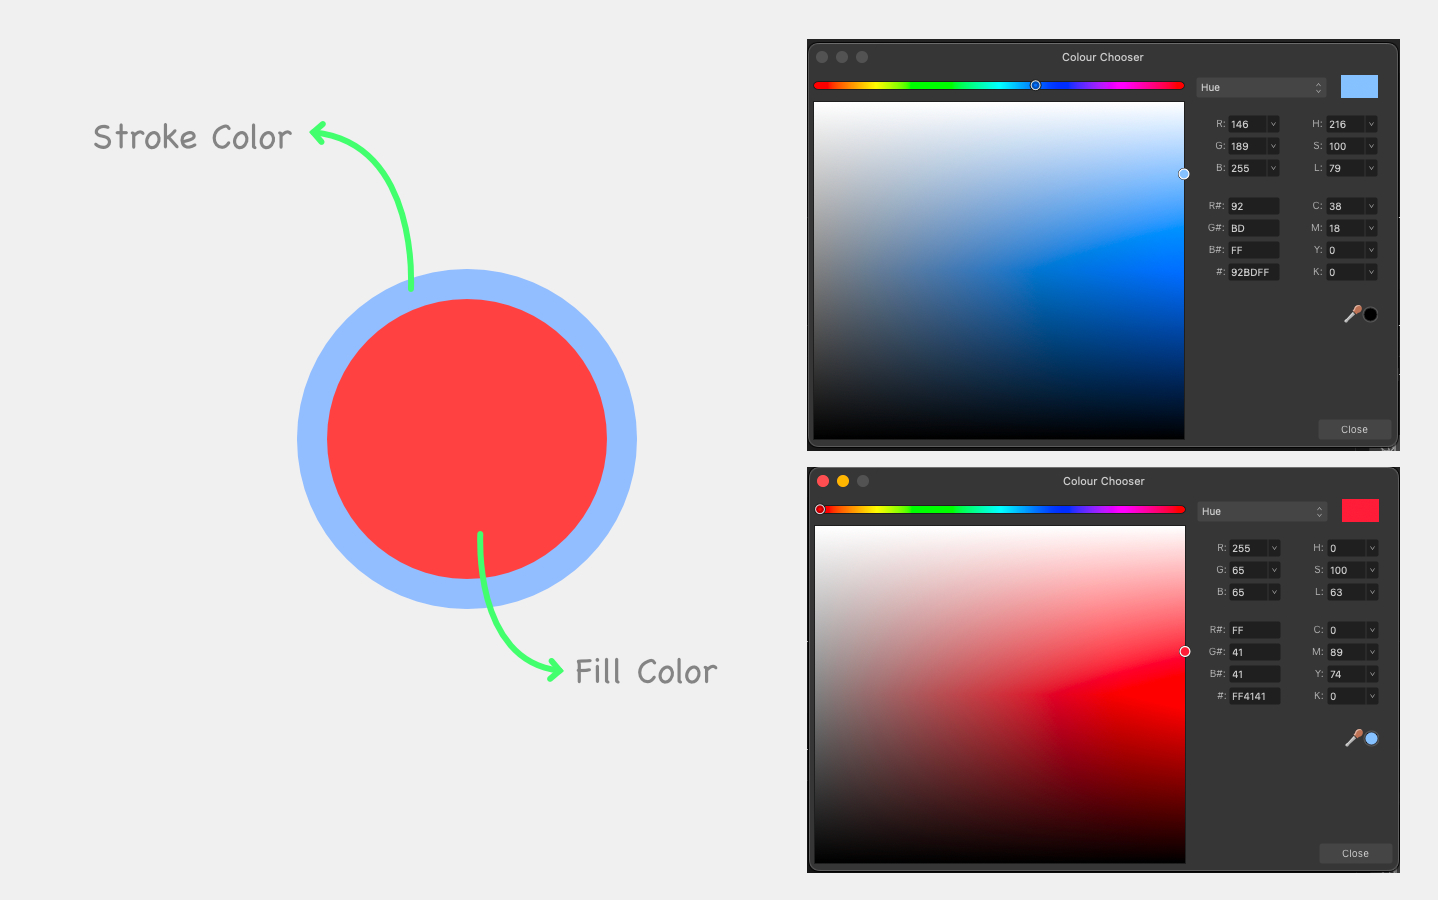 Stroke Color
Fill Color
Colour Chooser
Hue
R: 146 H: 216
G: 189 S: 100
B: 255 L: 79
R#: 92 C: 38
G#: BD M: 18
B#: FF Y: 0
#: 92BDFF K: 0
Close
Colour Chooser
Hue
R: 255 H: 0
G: 65 S: 100
B: 65 L: 63
R#: FF C: 0
G#: 41 M: 89
B#: 41 Y: 74
#: FF4141 K: 0
Close